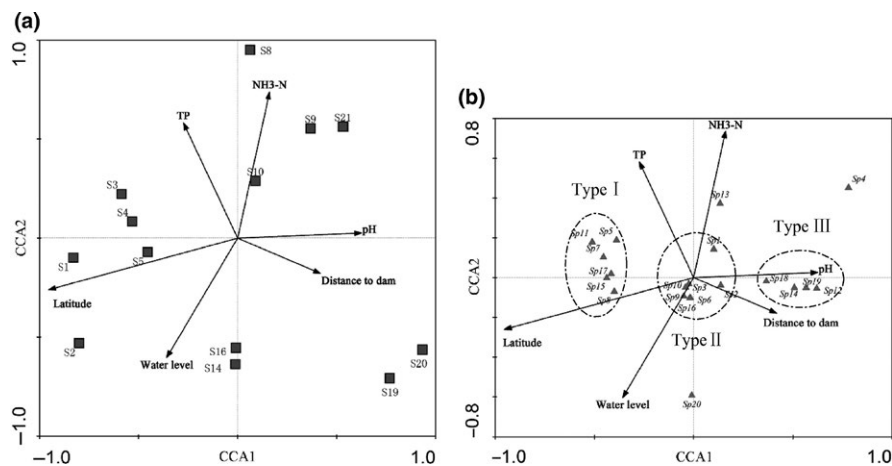 (a)
1.0
S8
NH3-N
TP
S9
S21
S10
S3
S4
pH
S5
S1
Distance to dam
Latitude
Water level
S2
S16
S14
S20
S19
CCA2
-1.0
-1.0
CCA1
1.0
(b)
0.8
NH3-N
TP
Sp4
Type I
Sp13
Type III
Sp11
Sp5
Sp1
Sp7
pH
Sp17
Sp18
Sp10
Sp3
Sp19
Sp15
Sp14
Sp12
Sp8
Sp9
Sp6
Sp2
Sp16
Distance to dam
Latitude
Type II
Water level
Sp20
CCA2
-0.8
-1.0
CCA1
1.0